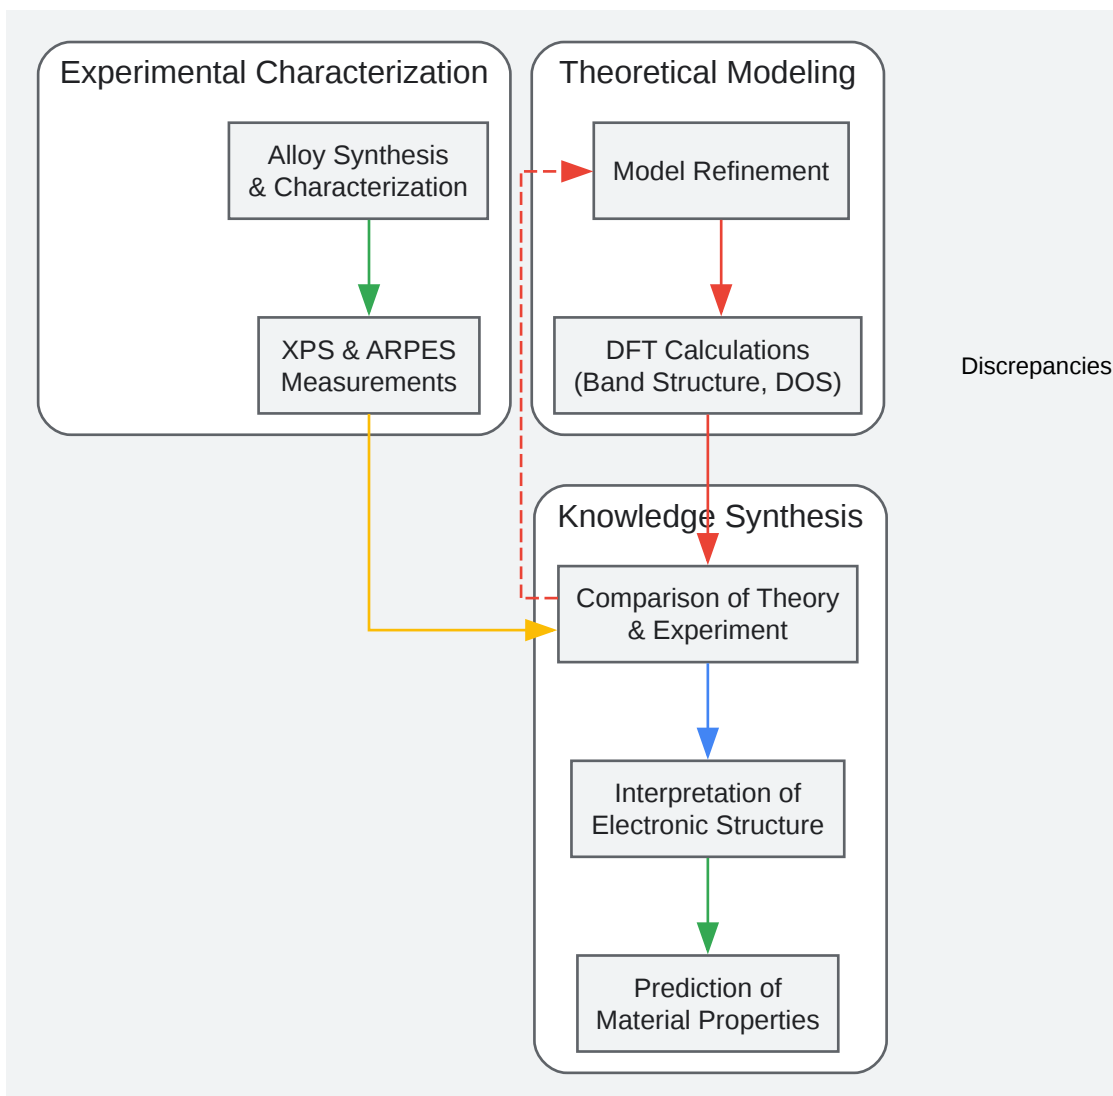 Experimental Characterization
Alloy Synthesis
& Characterization
XPS & ARPES
Measurements
Theoretical Modeling
Model Refinement
DFT Calculations
(Band Structure, DOS)
Discrepancies
Knowledge Synthesis
Comparison of Theory
& Experiment
Interpretation of
Electronic Structure
Prediction of
Material Properties